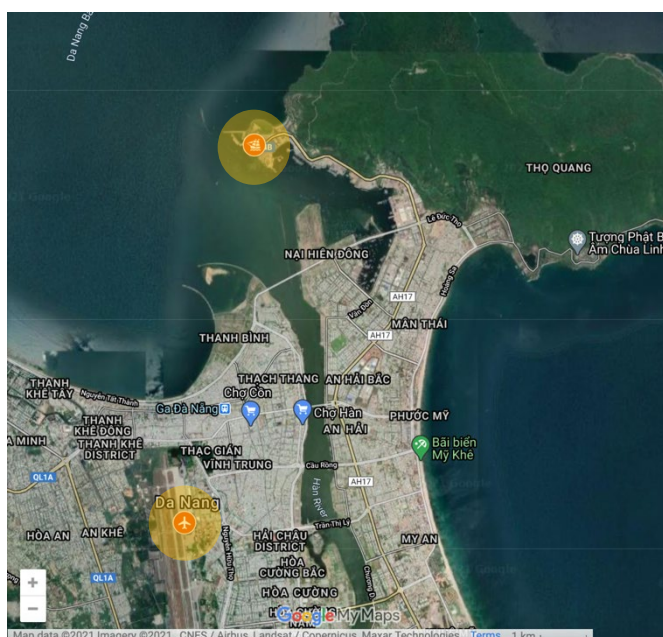 Da Nang Ba
THỌ QUANG
Lê Đức Thọ
Tượng Phật B
Âm Chùa Linh
NẠI HIÊN ĐÔNG
Hoàng Sa
AH17
Vân Đồn
MÂN THÁI
AH17
THANH BÌNH
THANH
KHÊ TÂY
THẠCH THANG
AN HẢI BẮC
Nguyễn Tất Thành
Chợ Cồn
Ga Đà Nẵng
Chợ Hàn
PHƯỚC MỸ
THANH
KHÊ ĐÔNG
AN HẢI
A MINH
THANH KHÊ
DISTRICT
THẠC GIÁN
Bãi biển
Mỹ Khê
VĨNH TRUNG
Cầu Rồng
QL1A
AH17
Da Nang
Hàn River
Trần Thị Lý
HÒA AN
AN KHÊ
Nguyễn Hữu Thọ
HẢI CHÂU
DISTRICT
MY AN
HÒA
CƯỜNG BẮC
QL1A
HÒA
CƯỜNG
NAM
Google My Maps
+
−
Map data ©2021 Imagery ©2021 , CNES / Airbus, Landsat / Copernicus, Maxar Technologies
Terms
1 km